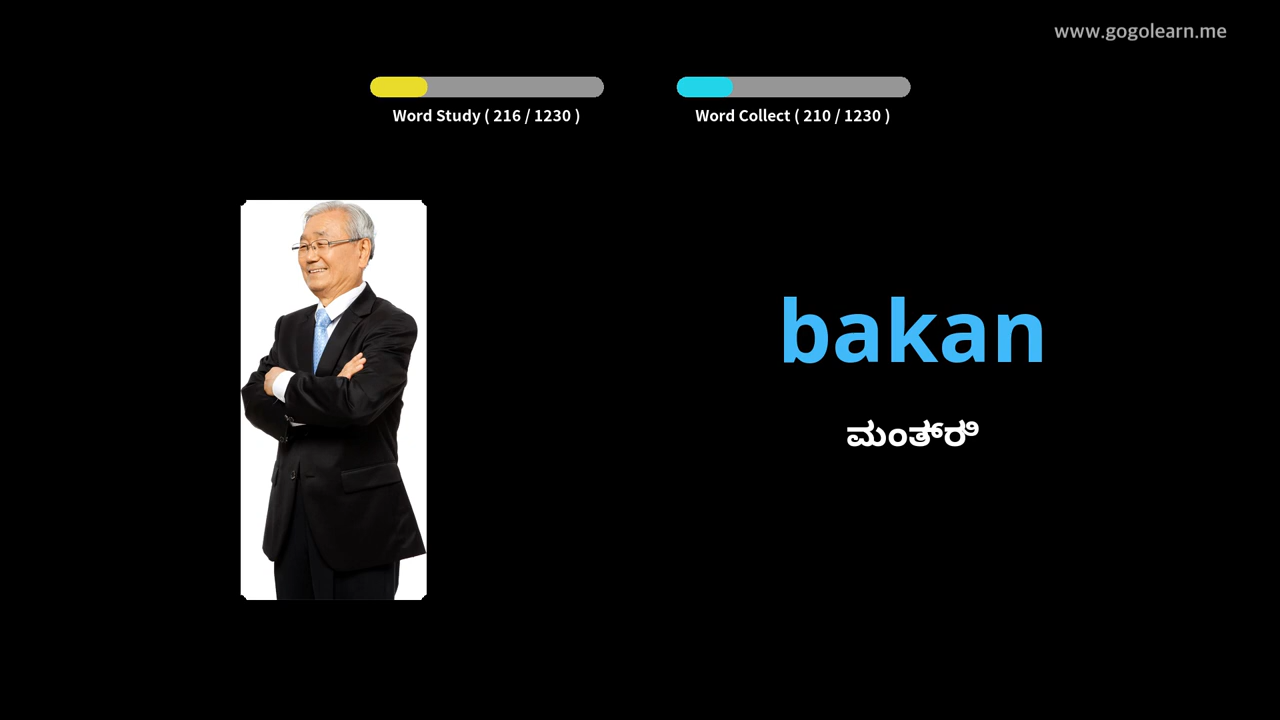 www.gogolearn.me
Word Study ( 216 / 1230 )
Word Collect ( 210 / 1230 )
bakan
ಮಂತ್ರಿ